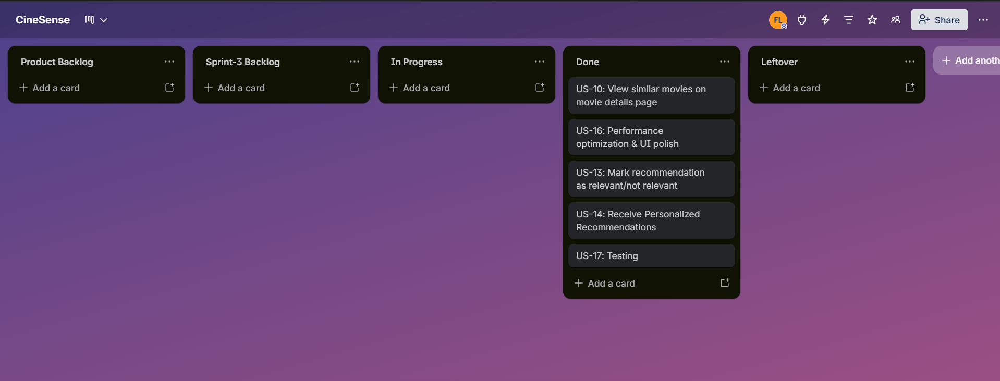 CineSense
FL
Share
Product Backlog
Add a card
Sprint-3 Backlog
Add a card
In Progress
Add a card
Done
US-10: View similar movies on
movie details page
US-16: Performance
optimization & UI polish
US-13: Mark recommendation
as relevant/not relevant
US-14: Receive Personalized
Recommendations
US-17: Testing
Add a card
Leftover
Add a card
Add anoth